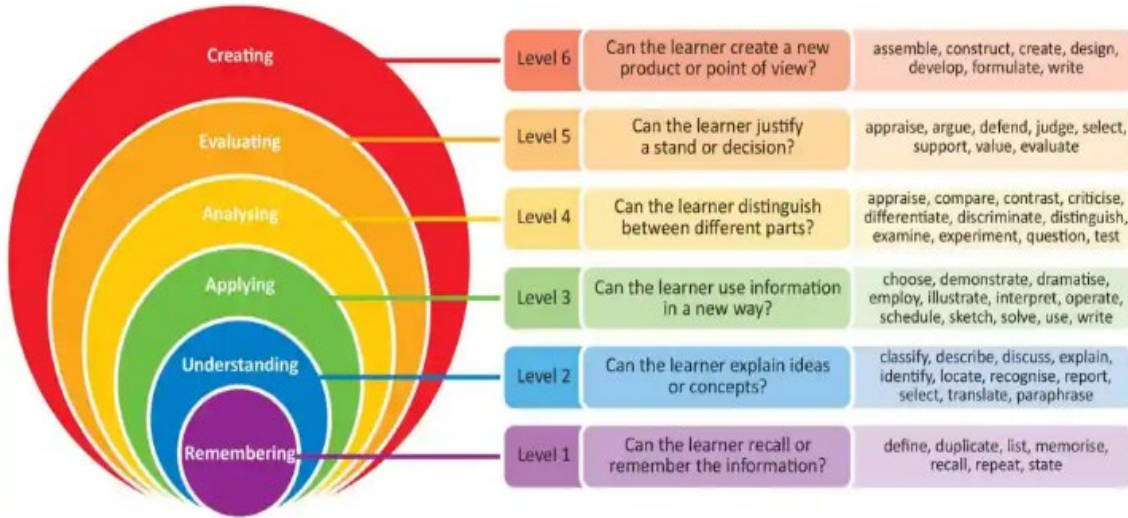 Creating
Level 6
Can the learner create a new
product or point of view?
assemble, construct, create, design,
develop, formulate, write
Evaluating
Level 5
Can the learner justify
a stand or decision?
appraise, argue, defend, judge, select,
support, value, evaluate
Analysing
Level 4
Can the learner distinguish
between different parts?
appraise, compare, contrast, criticise,
differentiate, discriminate, distinguish,
examine, experiment, question, test
Applying
Level 3
Can the learner use information
in a new way?
choose, demonstrate, dramatise,
employ, illustrate, interpret, operate,
schedule, sketch, solve, use, write
Understanding
Level 2
Can the learner explain ideas
or concepts?
classify, describe, discuss, explain,
identify, locate, recognise, report,
select, translate, paraphrase
Remembering
Level 1
Can the learner recall or
remember the information?
define, duplicate, list, memorise,
recall, repeat, state